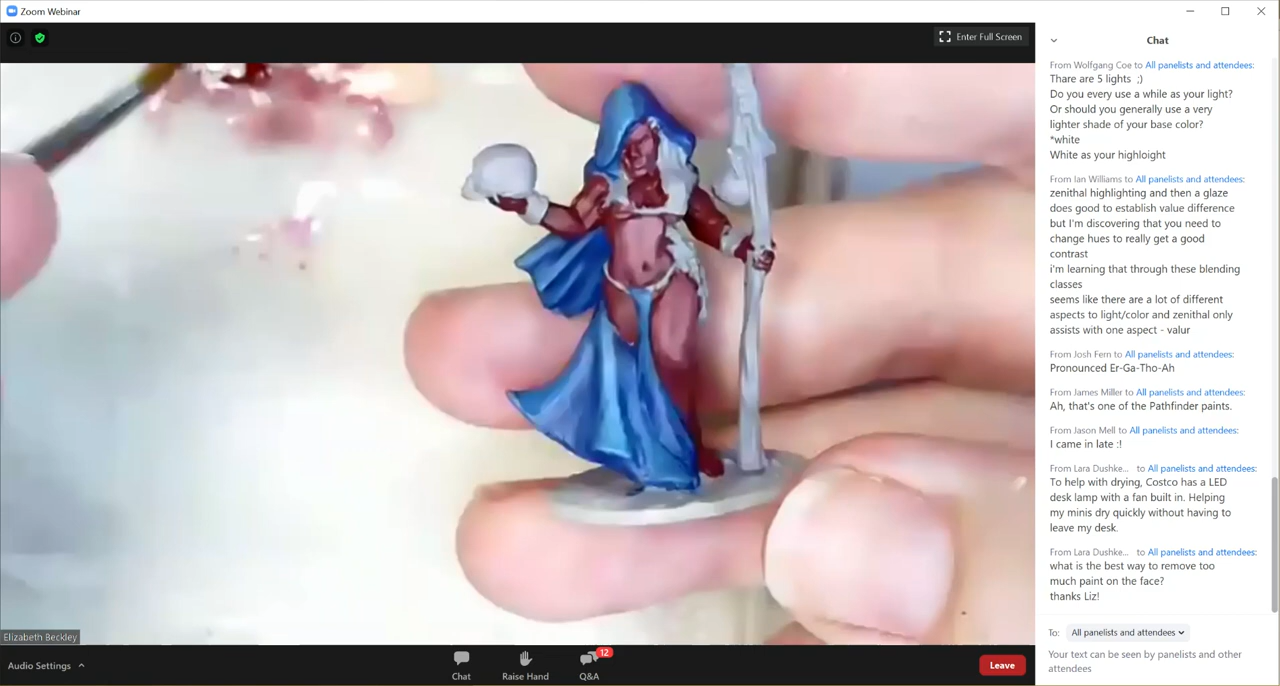 Zoom Webinar
Enter Full Screen
Chat
From Wolfgang Coe to All panelists and attendees:
Thare are 5 lights ;)
Do you every use a while as your light?
Or should you generally use a very
lighter shade of your base color?
*white
White as your highloight
From Ian Williams to All panelists and attendees:
zenithal highlighting and then a glaze
does good to establish value difference
but I'm discovering that you need to
change hues to really get a good
contrast
i'm learning that through these blending
classes
seems like there are a lot of different
aspects to light/color and zenithal only
assists with one aspect - valur
From Josh Fern to All panelists and attendees:
Pronounced Er-Ga-Tho-Ah
From James Miller to All panelists and attendees:
Ah, that's one of the Pathfinder paints.
From Jason Mell to All panelists and attendees:
I came in late :!
From Lara Dushke... to All panelists and attendees:
To help with drying, Costco has a LED
desk lamp with a fan built in. Helping
my minis dry quickly without having to
leave my desk.
From Lara Dushke... to All panelists and attendees:
what is the best way to remove too
much paint on the face?
thanks Liz!
To: All panelists and attendees
Your text can be seen by panelists and other
attendees
Elizabeth Beckley
Audio Settings
Chat
Raise Hand
12
Q&A
Leave